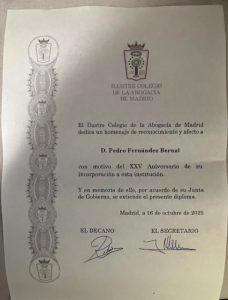 ILUSTRE COLEGIO
DE LA ABOGACÍA
DE MADRID
El Ilustre Colegio de la Abogacía de Madrid
dedica un homenaje de reconocimiento y afecto a
D. Pedro Fernández Bernal
con motivo del XXV Aniversario de su
incorporación a esta institución.
Y en memoria de ello, por acuerdo de su Junta
de Gobierno, se extiende el presente diploma.
Madrid, a 16 de octubre de 2025
EL DECANO EL SECRETARIO